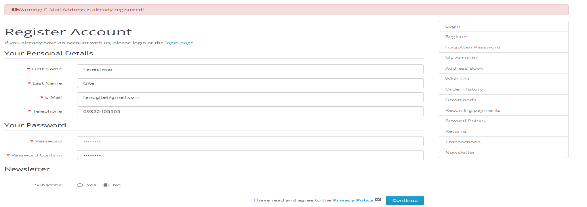 Warning: E-Mail Address is already registered!
Register Account
If you already have an account with us, please login at the login page.
Your Personal Details
* First Name
* Last Name
* E-Mail
* Telephone
Your Password
* Password
* Password Confirm
Newsletter
Subscribe Yes No
I have read and agree to the Privacy Policy Continue
Login
Register
Forgotten Password
My Account
Address Book
Wish List
Order History
Downloads
Recurring payments
Reward Points
Returns
Transactions
Newsletter